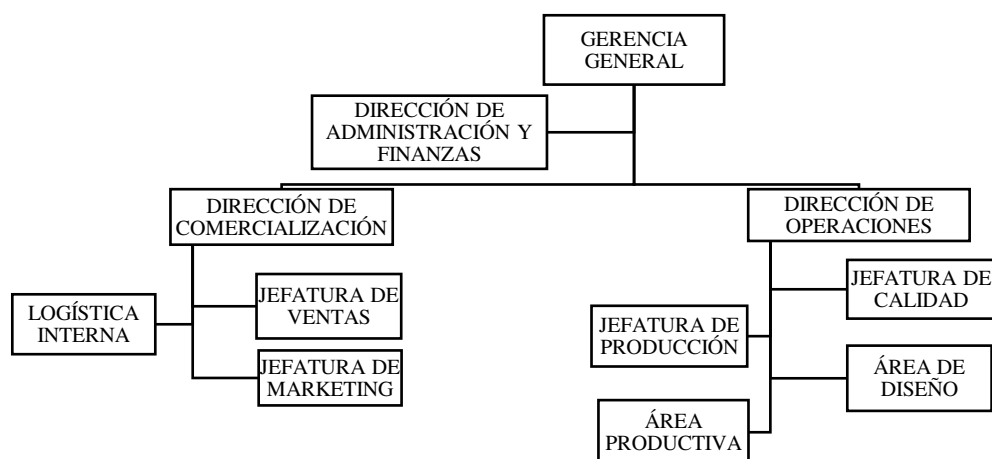 GERENCIA
GENERAL
DIRECCIÓN DE
ADMINISTRACIÓN Y
FINANZAS
DIRECCIÓN DE
COMERCIALIZACIÓN
DIRECCIÓN DE
OPERACIONES
LOGÍSTICA
INTERNA
JEFATURA DE
VENTAS
JEFATURA DE
MARKETING
JEFATURA DE
CALIDAD
JEFATURA DE
PRODUCCIÓN
ÁREA DE
DISEÑO
ÁREA
PRODUCTIVA